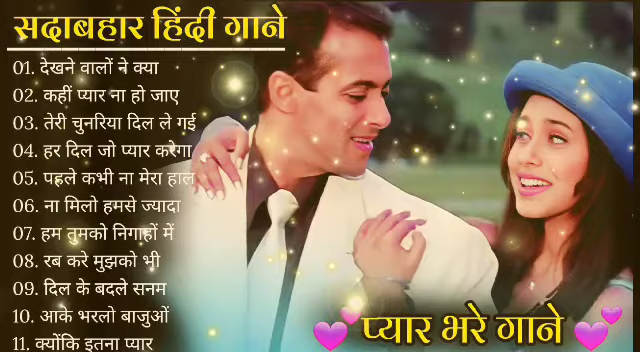 सदाबहार हिंदी गाने
01. देखने वालों ने क्या
02. कहीं प्यार ना हो जाए
03. तेरी चुनरिया दिल ले गई
04. हर दिल जो प्यार करेगा
05. पहले कभी ना मेरा हाल
06. ना मिलो हमसे ज्यादा
07. हम तुमको निगाहों में
08. रब करे मुझको भी
09. दिल के बदले सनम
10. आके भरलो बाजुओं
11. क्योंकि इतना प्यार
प्यार भरे गाने